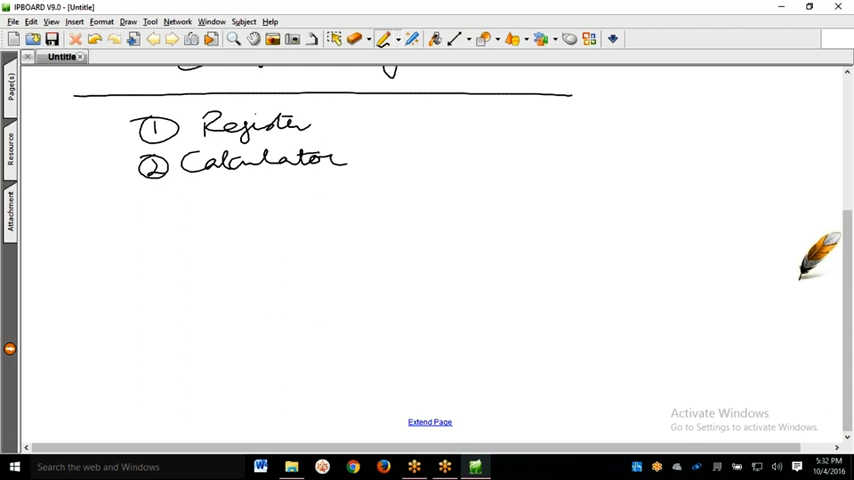 IPBOARD V9.0 - [Untitle]
File Edit View Insert Format Draw Tool Network Window Subject Help
Untitle
Page(s)
Resource
Attachment
① Register
② Calculator
Extend Page
Activate Windows
Go to Settings to activate Windows.
Search the web and Windows
5:32 PM
10/4/2016